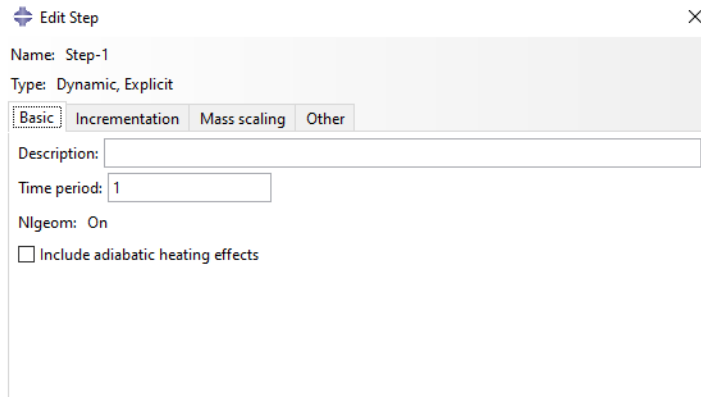 Edit Step
Name: Step-1
Type: Dynamic, Explicit
Basic Incrementation Mass scaling Other
Description:
Time period: 1
Nlgeom: On
Include adiabatic heating effects